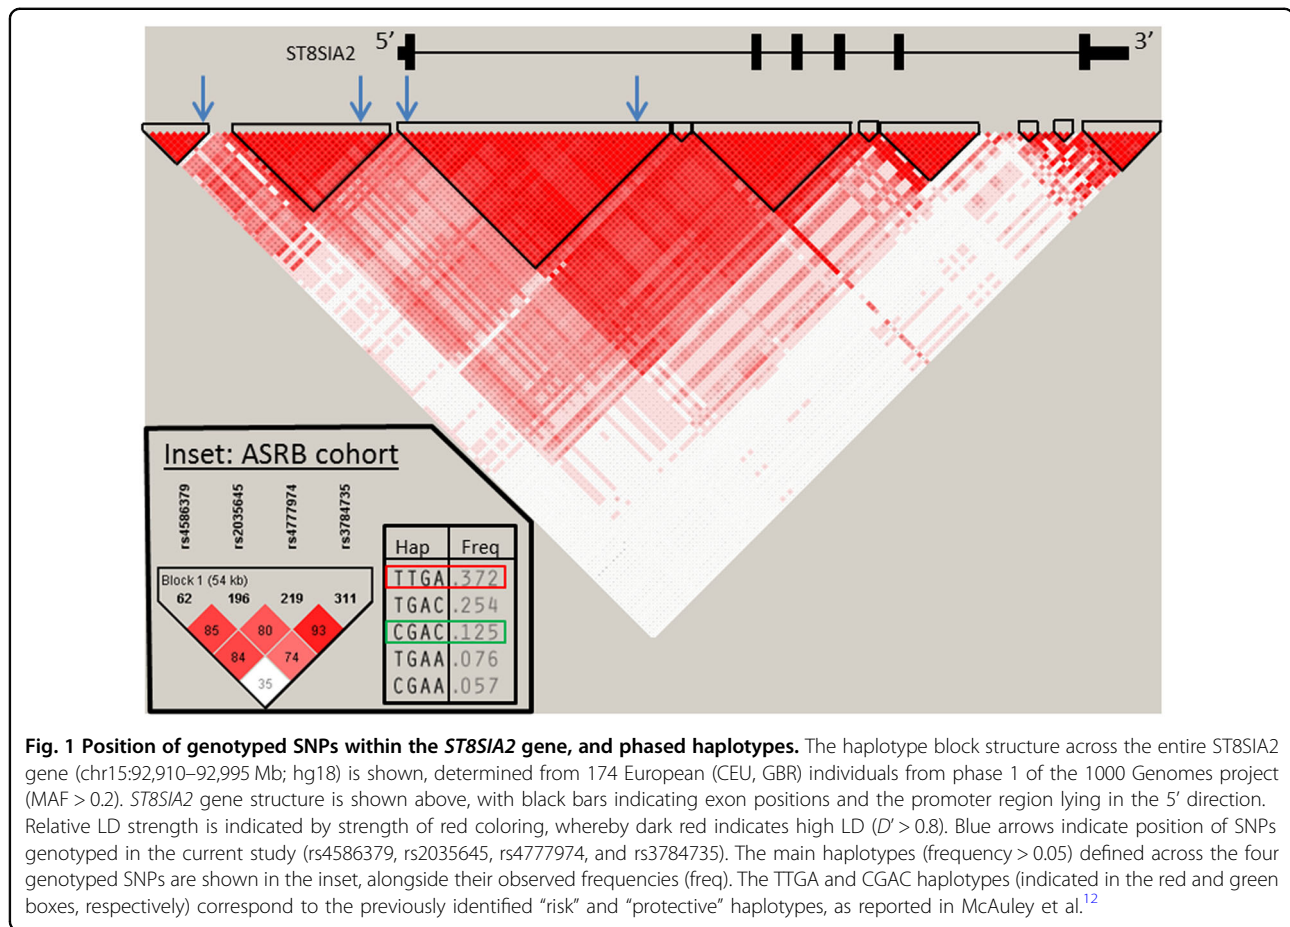 5’ 3’
ST8SIA2
Inset: ASRB cohort
rs4586379 rs2035645 rs4777974 rs3784735
Block 1 (54 kb)
62 196 219 311
85 80 93
84 74
35
Hap Freq
TTGA .372
TGAC .254
CGAC .125
TGAA .076
CGAA .057
Fig. 1 Position of genotyped SNPs within the ST8SIA2 gene, and phased haplotypes. The haplotype block structure across the entire ST8SIA2
gene (chr15:92,910–92,995 Mb; hg18) is shown, determined from 174 European (CEU, GBR) individuals from phase 1 of the 1000 Genomes project
(MAF > 0.2). ST8SIA2 gene structure is shown above, with black bars indicating exon positions and the promoter region lying in the 5′ direction.
Relative LD strength is indicated by strength of red coloring, whereby dark red indicates high LD (D′ > 0.8). Blue arrows indicate position of SNPs
genotyped in the current study (rs4586379, rs2035645, rs4777974, and rs3784735). The main haplotypes (frequency > 0.05) defined across the four
genotyped SNPs are shown in the inset, alongside their observed frequencies (freq). The TTGA and CGAC haplotypes (indicated in the red and green
boxes, respectively) correspond to the previously identified “risk” and “protective” haplotypes, as reported in McAuley et al.12